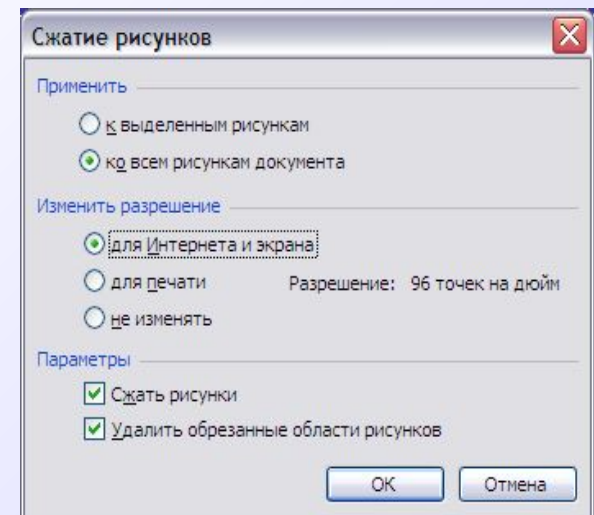 Сжатие рисунков
Применить
к выделенным рисункам
ко всем рисункам документа
Изменить разрешение
для Интернета и экрана
для печати Разрешение: 96 точек на дюйм
не изменять
Параметры
Сжать рисунки
Удалить обрезанные области рисунков
ОК Отмена